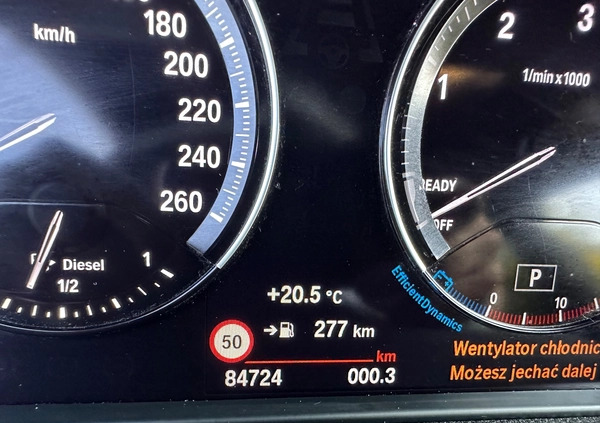 km/h
180
200
220
240
260
Diesel
1/2
1
1
2
3
1/min x 1000
READY
OFF
EfficientDynamics
P
0
10
+20.5 °C
50
→ 277 km
km
84724
000.3
Wentylator chłodnic
Możesz jechać dalej